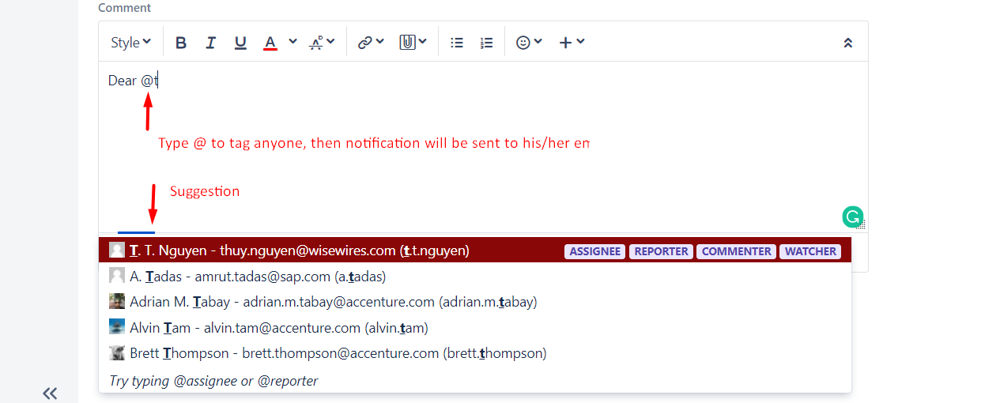 Comment
Style B I U A
Dear @t
Type @ to tag anyone, then notification will be sent to his/her em
Suggestion
T. T. Nguyen - thuy.nguyen@wisewires.com (t.t.nguyen) ASSIGNEE REPORTER COMMENTER WATCHER
A. Tadas - amrut.tadas@sap.com (a.tadas)
Adrian M. Tabay - adrian.m.tabay@accenture.com (adrian.m.tabay)
Alvin Tam - alvin.tam@accenture.com (alvin.tam)
Brett Thompson - brett.thompson@accenture.com (brett.thompson)
Try typing @assignee or @reporter